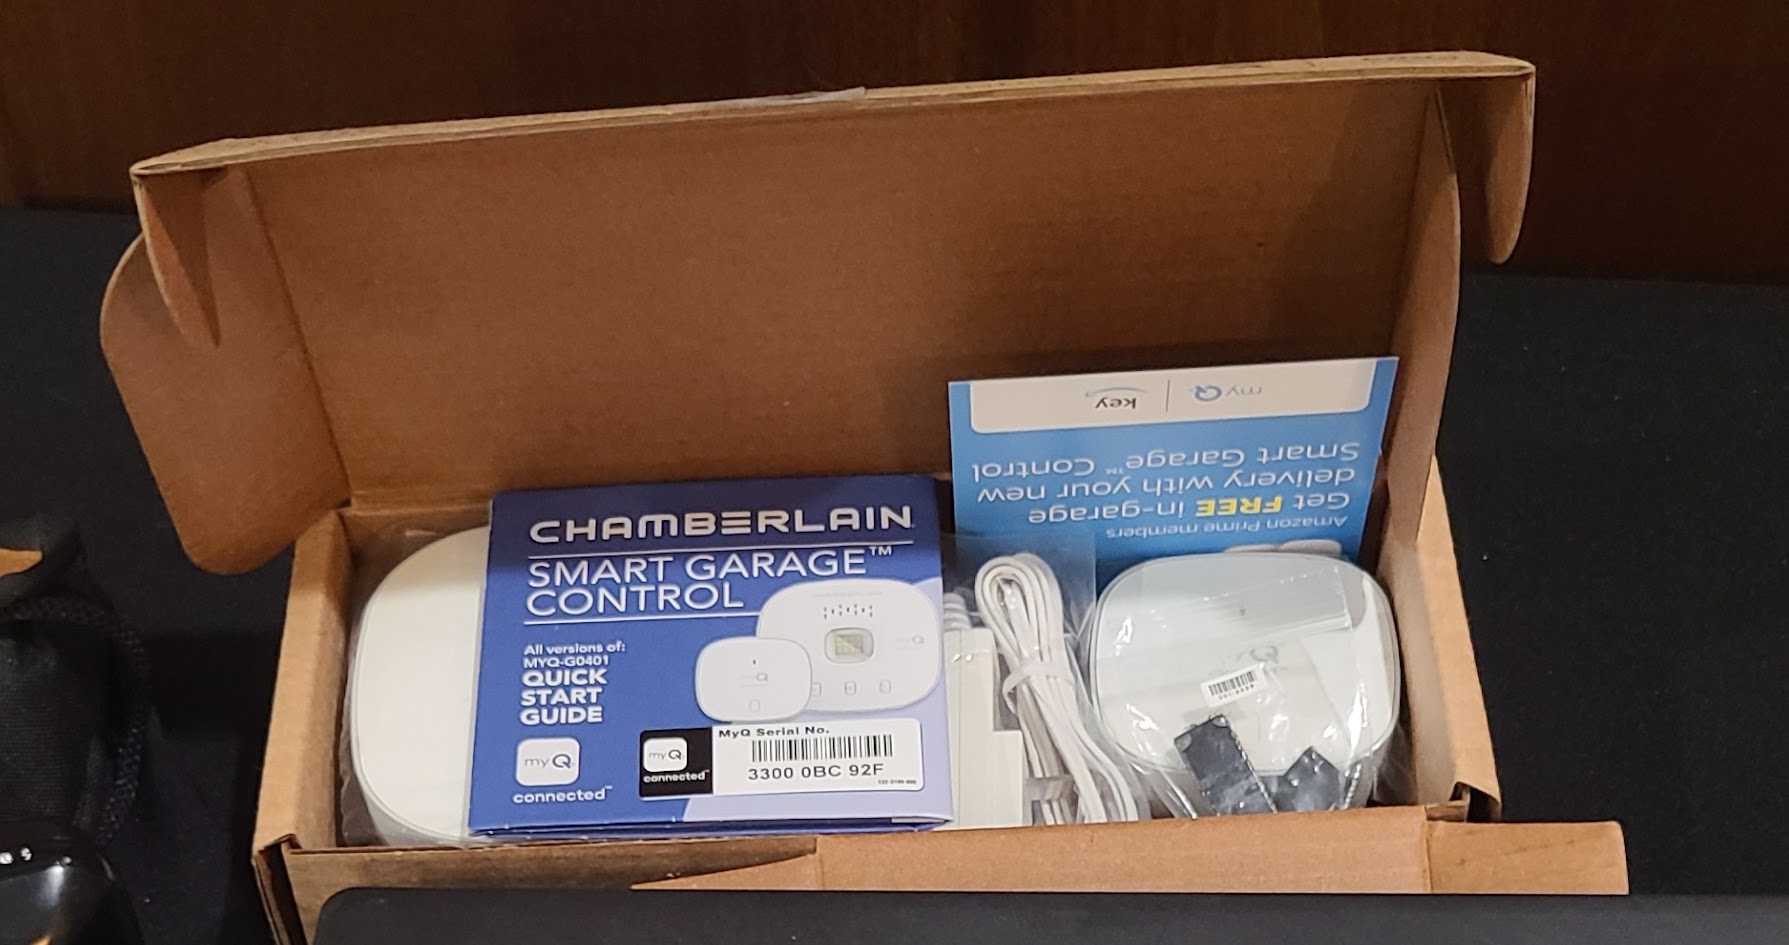 CHAMBERLAIN
SMART GARAGE™
CONTROL
All versions of:
MYQ-G0401
QUICK
START
GUIDE
myQ
connected™
myQ
connected™
MyQ Serial No.
3300 0BC 92F
Amazon Prime members
Get FREE in-garage
delivery with your new
Smart Garage™ Control
key | myQ